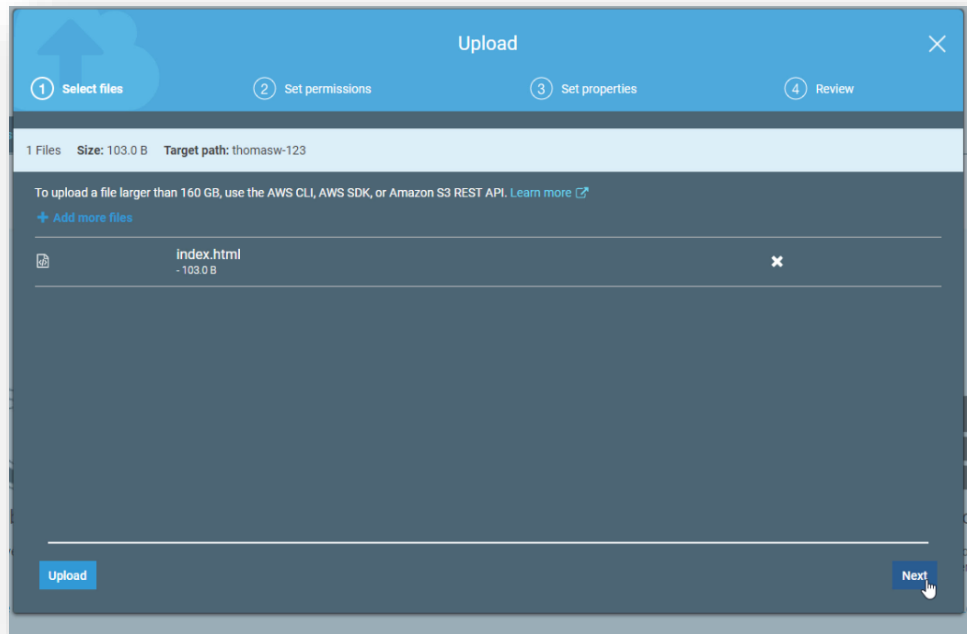 Upload
1 Select files 2 Set permissions 3 Set properties 4 Review
1 Files Size: 103.0 B Target path: thomasw-123
To upload a file larger than 160 GB, use the AWS CLI, AWS SDK, or Amazon S3 REST API. Learn more
Add more files
index.html
- 103.0 B
Upload Next